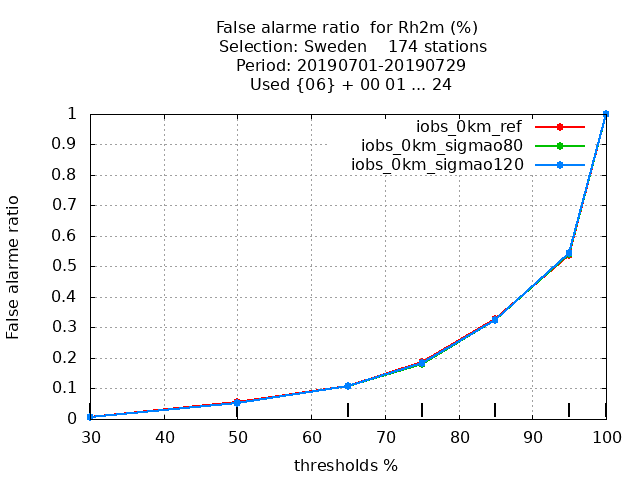 False alarme ratio  for Rh2m (%)
Selection: Sweden    174 stations
Period: 20190701-20190729
Used {06} + 00 01 ... 24
iobs_0km_ref
iobs_0km_sigmao80
iobs_0km_sigmao120
False alarme ratio
1
0.9
0.8
0.7
0.6
0.5
0.4
0.3
0.2
0.1
0
30 40 50 60 70 80 90 100
thresholds %